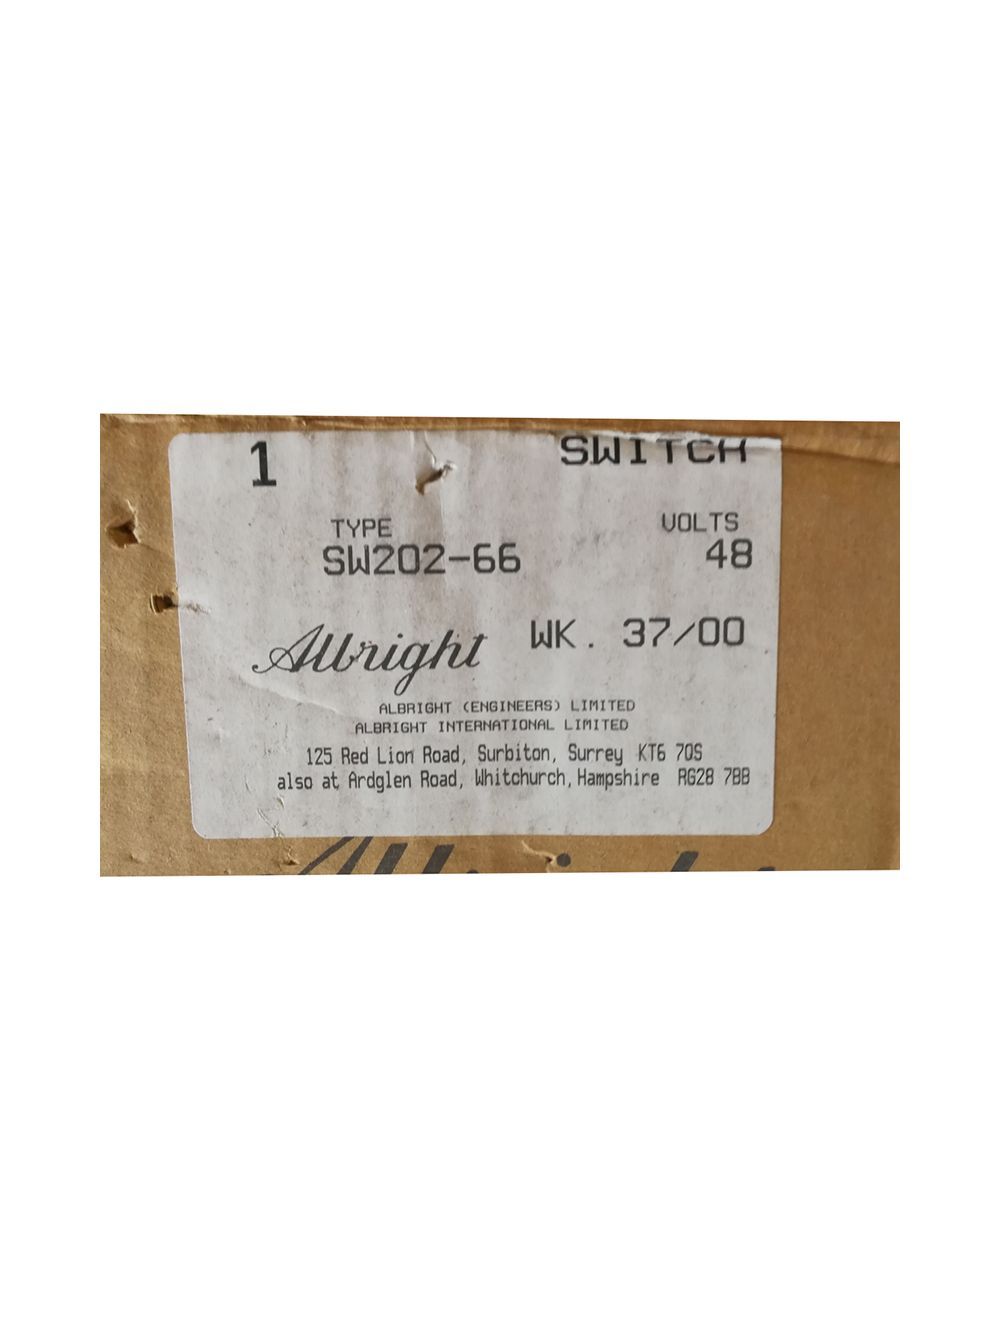 1 SWITCH
TYPE VOLTS
SW202-66 48
Albright WK. 37/00
ALBRIGHT (ENGINEERS) LIMITED
ALBRIGHT INTERNATIONAL LIMITED
125 Red Lion Road, Surbiton, Surrey KT6 7QS
also at Ardglen Road, Whitchurch, Hampshire RG28 7BB
Albright